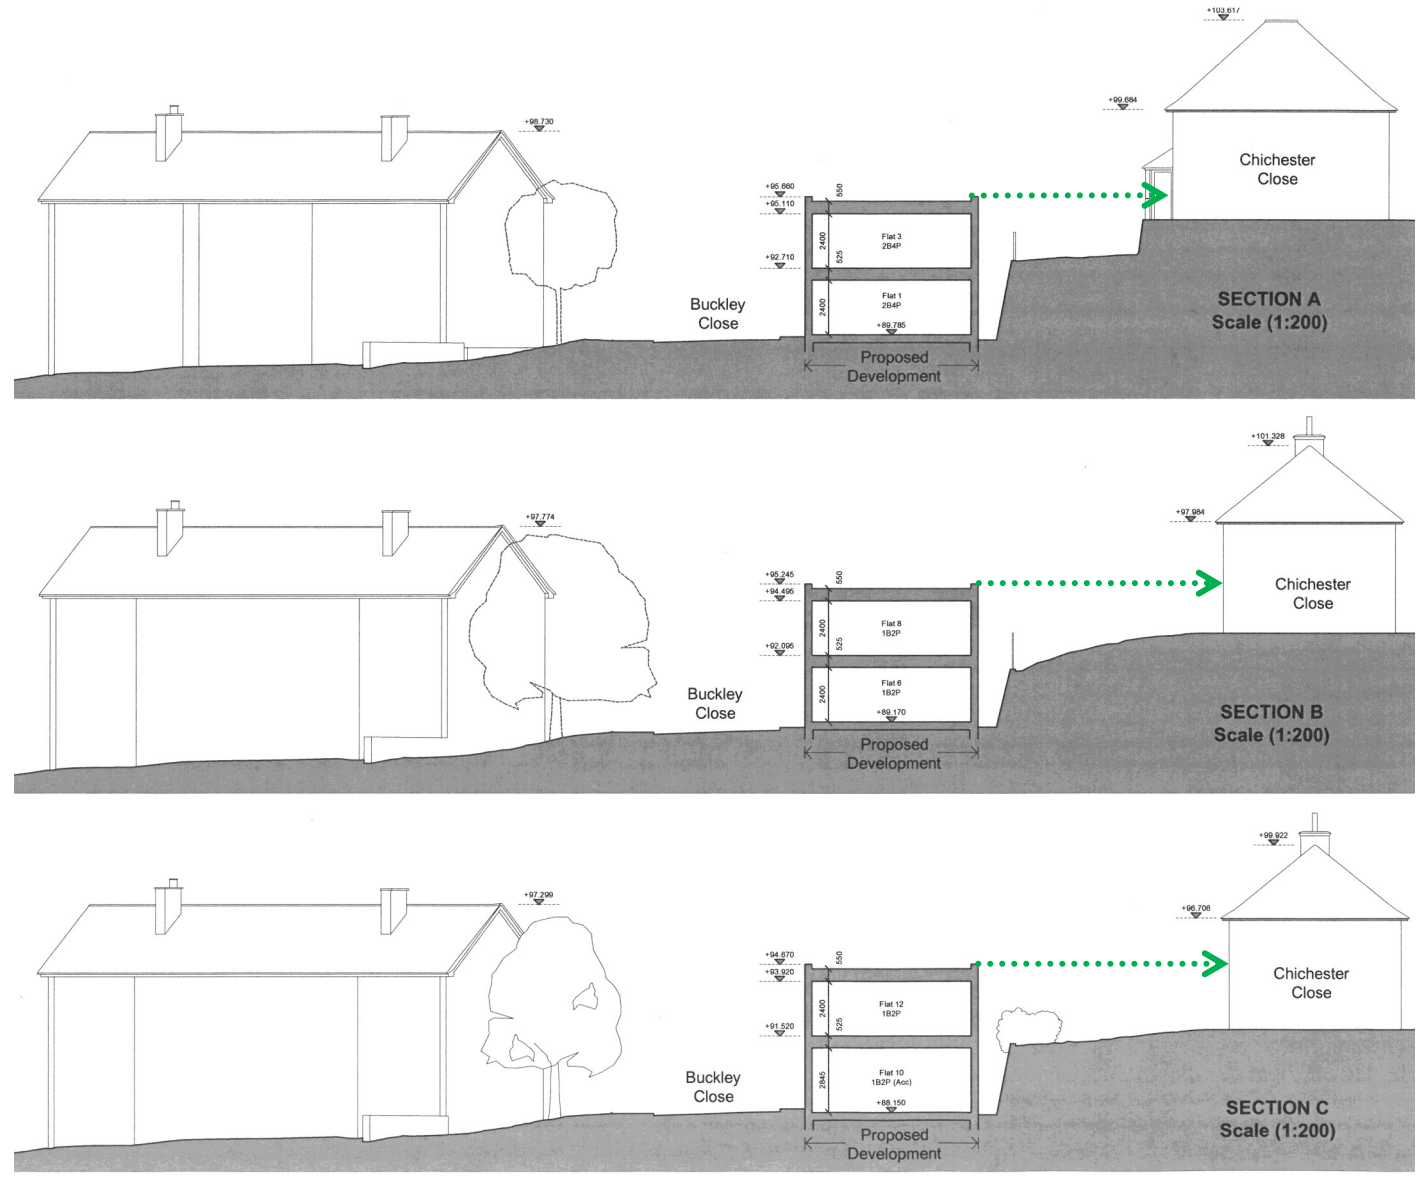 +103.617
+99.684
+98.730
Chichester
Close
+95.660
+95.110
550
Flat 3
2B4P
2400
525
+92.710
Buckley
Close
Flat 1
2B4P
2400
+89.785
SECTION A
Scale (1:200)
Proposed
Development
+101.328
+97.984
+97.774
+95.245
550
+94.495
Chichester
Close
Flat 8
1B2P
2400
525
+92.095
Buckley
Close
Flat 6
1B2P
2400
+89.170
SECTION B
Scale (1:200)
Proposed
Development
+99.922
+96.706
+97.299
+94.670
550
+93.920
Chichester
Close
Flat 12
1B2P
2400
525
+91.520
Buckley
Close
Flat 10
1B2P (Acc)
2845
+88.150
SECTION C
Scale (1:200)
Proposed
Development